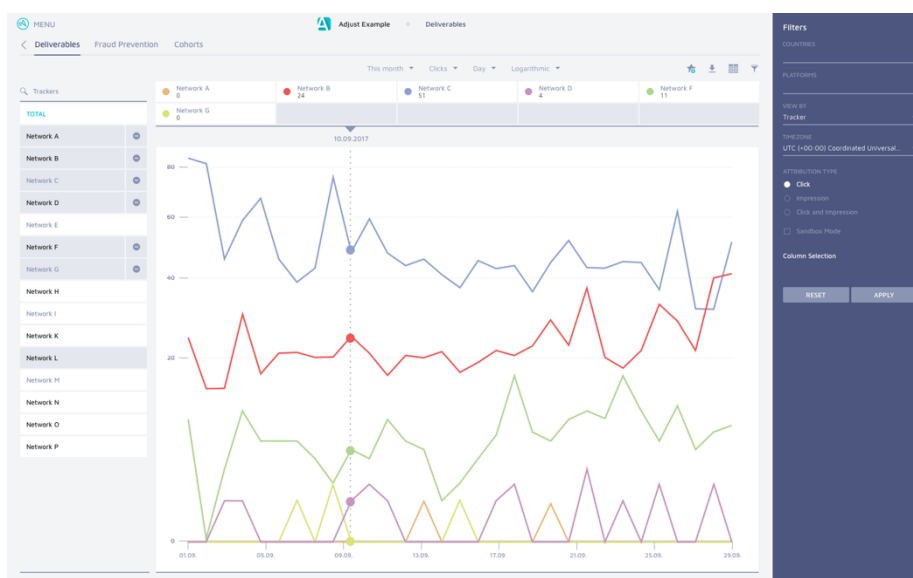 MENU
Adjust Example
Deliverables
Deliverables Fraud Prevention Cohorts
This month Clicks Day Logarithmic
Trackers
TOTAL
Network A
Network B
Network C
Network D
Network E
Network F
Network G
Network H
Network I
Network K
Network L
Network M
Network N
Network O
Network P
Network A
0
Network B
24
Network C
51
Network D
4
Network F
11
Network G
0
10.09.2017
80
60
40
20
0
01.09. 05.09. 09.09. 13.09. 17.09. 21.09. 25.09. 29.09.
Filters
COUNTRIES
PLATFORMS
VIEW BY
Tracker
TIMEZONE
UTC (+00:00) Coordinated Universal...
ATTRIBUTION TYPE
Click
Impression
Click and Impression
Sandbox Mode
Column Selection
RESET APPLY